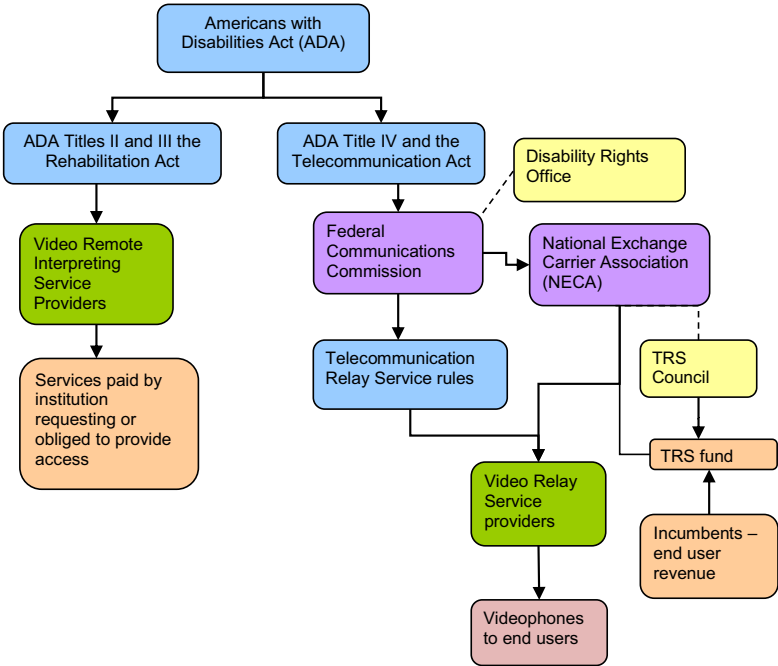 Americans with
Disabilities Act (ADA)
ADA Titles II and III the
Rehabilitation Act
ADA Title IV and the
Telecommunication Act
Disability Rights
Office
Video Remote
Interpreting
Service
Providers
Federal
Communications
Commission
National Exchange
Carrier Association
(NECA)
Services paid by
institution
requesting or
obliged to provide
access
Telecommunication
Relay Service rules
TRS
Council
TRS fund
Video Relay
Service
providers
Incumbents –
end user
revenue
Videophones
to end users